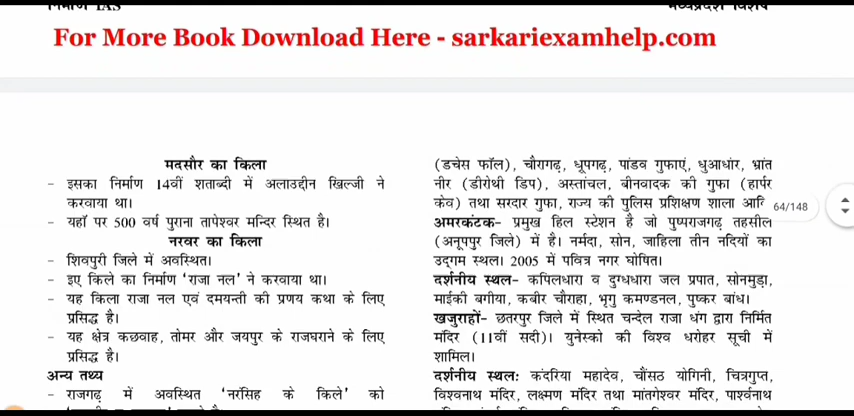 निर्माण IAS
मध्यप्रदेश विशेष
For More Book Download Here - sarkariexamhelp.com
मदसौर का किला
- इसका निर्माण 14वीं शताब्दी में अलाउद्दीन खिल्जी ने
करवाया था।
- यहाँ पर 500 वर्ष पुराना तापेश्वर मन्दिर स्थित है।
नरवर का किला
- शिवपुरी जिले में अवस्थित।
- इए किले का निर्माण 'राजा नल' ने करवाया था।
- यह किला राजा नल एवं दमयन्ती की प्रणय कथा के लिए
प्रसिद्ध है।
- यह क्षेत्र कछवाह, तोमर और जयपुर के राजघराने के लिए
प्रसिद्ध है।
अन्य तथ्य
- राजगढ़ में अवस्थित 'नरसिंह के किले' को
(डचेस फॉल), चौरागढ़, धूपगढ़, पांडव गुफाएं, धुआधांर, भ्रांत
नीर (डीरोथी डिप), अस्तांचल, बीनवादक की गुफा (हार्पर
केव) तथा सरदार गुफा, राज्य की पुलिस प्रशिक्षण शाला आदि
64/148
अमरकंटक- प्रमुख हिल स्टेशन है जो पुष्पराजगढ़ तहसील
(अनूपपुर जिले) में है। नर्मदा, सोन, जाहिला तीन नदियों का
उद्गम स्थल। 2005 में पवित्र नगर घोषित।
दर्शनीय स्थल- कपिलधारा व दुग्धधारा जल प्रपात, सोनमुड़ा,
माईकी बगीया, कबीर चौराहा, भृगु कमण्डनल, पुष्कर बांध।
खजुराहों- छतरपुर जिले में स्थित चन्देल राजा धंग द्वारा निर्मित
मंदिर (11वीं सदी)। युनेस्को की विश्व धरोहर सूची में
शामिल।
दर्शनीय स्थल: कंदरिया महादेव, चौंसठ योगिनी, चित्रगुप्त,
विश्वनाथ मंदिर, लक्ष्मण मंदिर तथा मांतगेश्वर मंदिर, पार्श्वनाथ